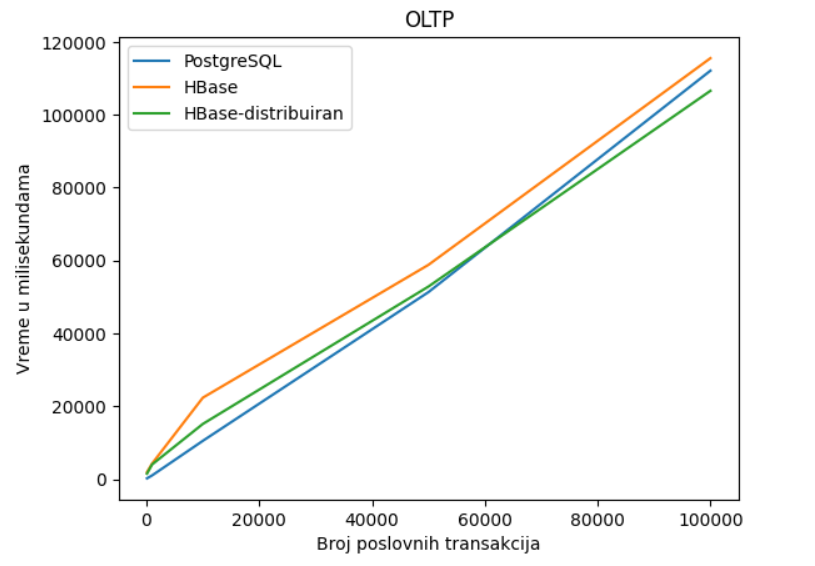 OLTP
PostgreSQL
HBase
HBase-distribuiran
Vreme u milisekundama
120000
100000
80000
60000
40000
20000
0
0 20000 40000 60000 80000 100000
Broj poslovnih transakcija